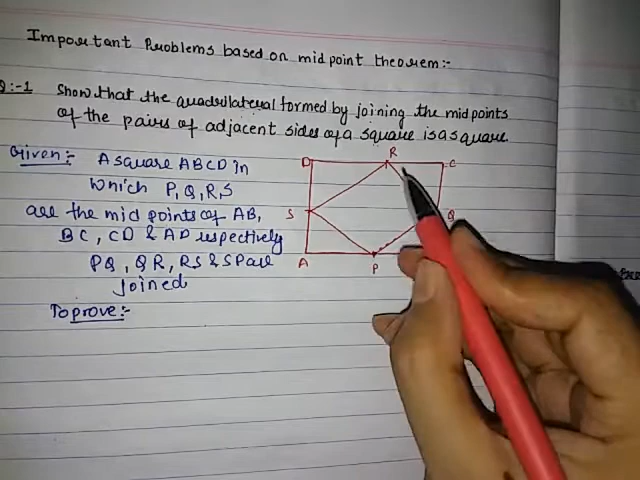 Important Problems based on mid point theorem:-
Q:-1 Show that the quadrilateral formed by joining the mid points
of the pairs of adjacent sides of a square is a square.
Given:- A square ABCD in
which P, Q, R, S
are the mid points of AB,
BC, CD & AD respectively
PQ, QR, RS & SP are
joined
To prove:-
D R C
S Q
A P